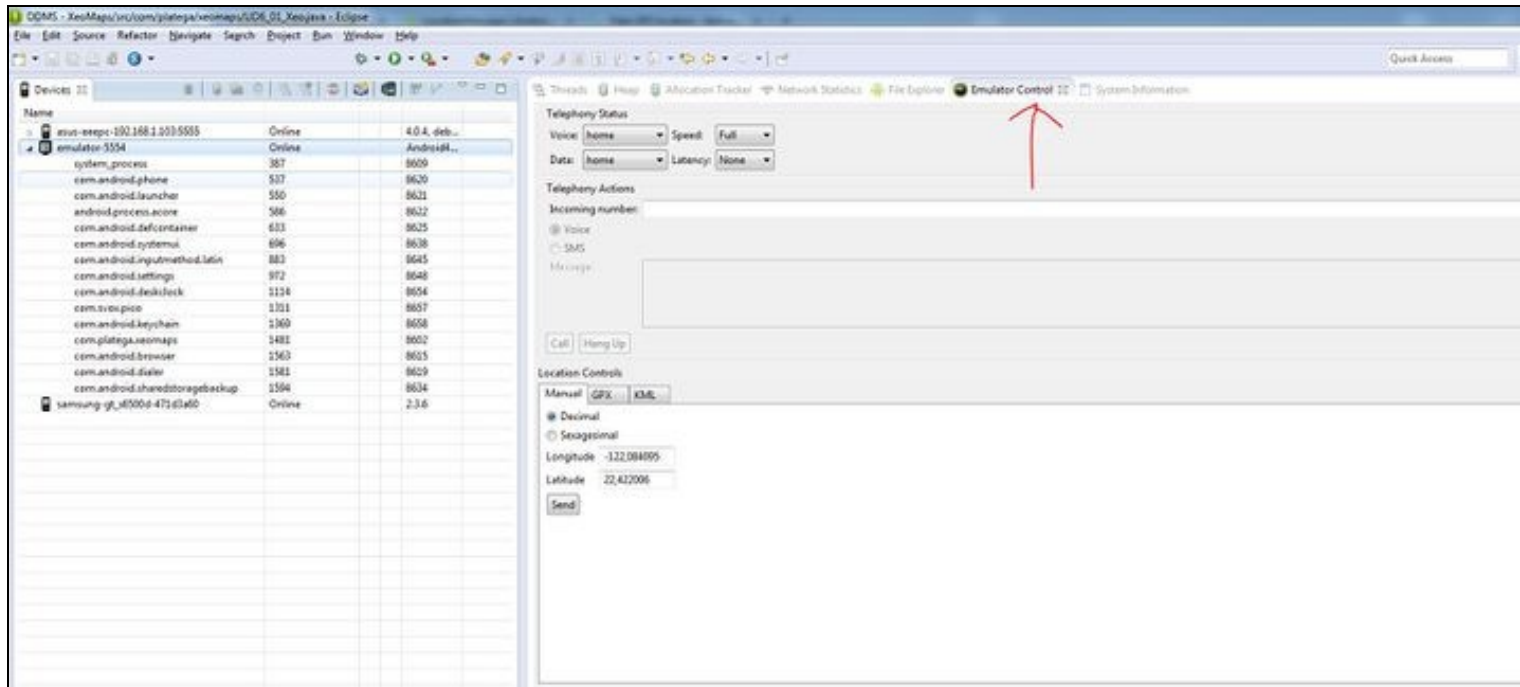 DDMS - XeoMaps/src/com/platega/xeomaps/UD6_01_Xeo.java - Eclipse
File Edit Source Refactor Navigate Search Project Run Window Help
Quick Access
Devices
Threads Heap Allocation Tracker Network Statistics File Explorer Emulator Control System Information
Name
asus-eeepc-192.168.1.103:5555 Online 4.0.4, deb...
emulator-5554 Online Android4...
system_process 387 8609
com.android.phone 537 8620
com.android.launcher 550 8621
android.process.acore 586 8622
com.android.defcontainer 633 8625
com.android.systemui 696 8638
com.android.inputmethod.latin 883 8645
com.android.settings 972 8648
com.android.deskclock 1114 8654
com.svox.pico 1311 8657
com.android.keychain 1369 8658
com.platega.xeomaps 1481 8602
com.android.browser 1563 8615
com.android.dialer 1581 8619
com.android.sharedstoragebackup 1594 8634
Online 2.3.6
Telephony Status
Voice: home Speed: Full
Data: home Latency: None
Telephony Actions
Incoming number:
Voice
SMS
Message:
Call Hang Up
Location Controls
Manual GPX KML
Decimal
Sexagesimal
Longitude -122,084095
Latitude 22,422006
Send